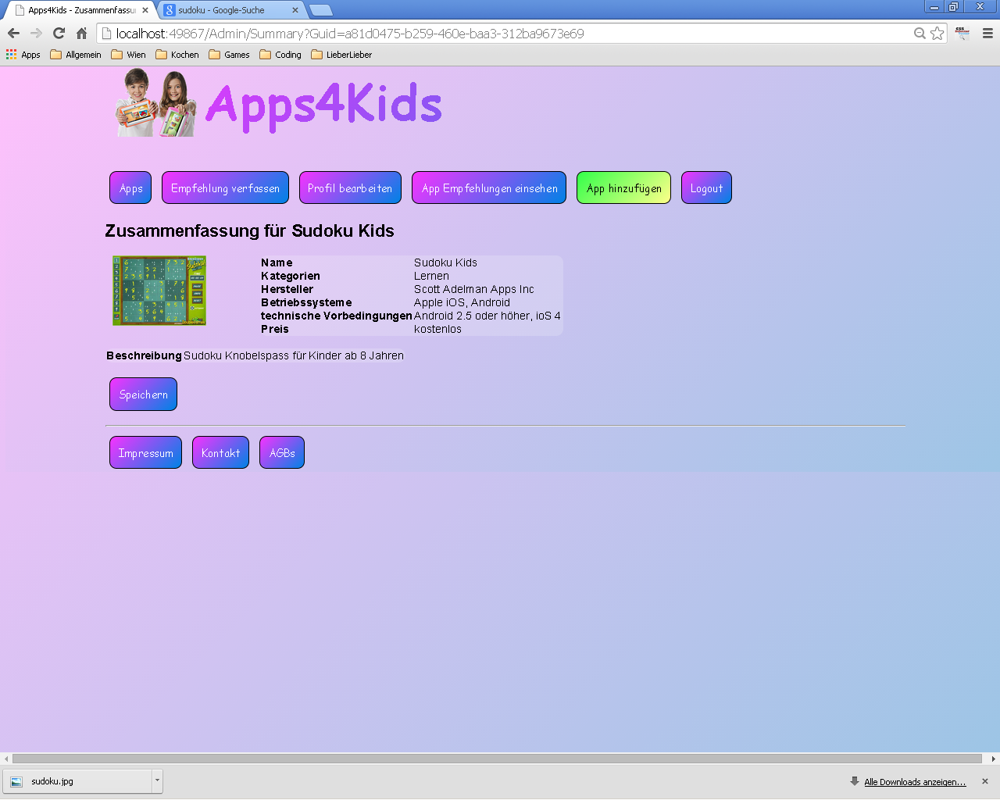 Apps4Kids - Zusammenfassu
sudoku - Google-Suche
localhost:49867/Admin/Summary?Guid=a81d0475-b259-460e-baa3-312ba9673e69
Apps Allgemein Wien Kochen Games Coding LieberLieber
Apps4Kids
Apps Empfehlung verfassen Profil bearbeiten App Empfehlungen einsehen App hinzufügen Logout
Zusammenfassung für Sudoku Kids
Name Sudoku Kids
Kategorien Lernen
Hersteller Scott Adelman Apps Inc
Betriebssysteme Apple iOS, Android
technische Vorbedingungen Android 2.5 oder höher, ioS 4
Preis kostenlos
Beschreibung Sudoku Knobelspass für Kinder ab 8 Jahren
Speichern
Impressum Kontakt AGBs
sudoku.jpg
Alle Downloads anzeigen...